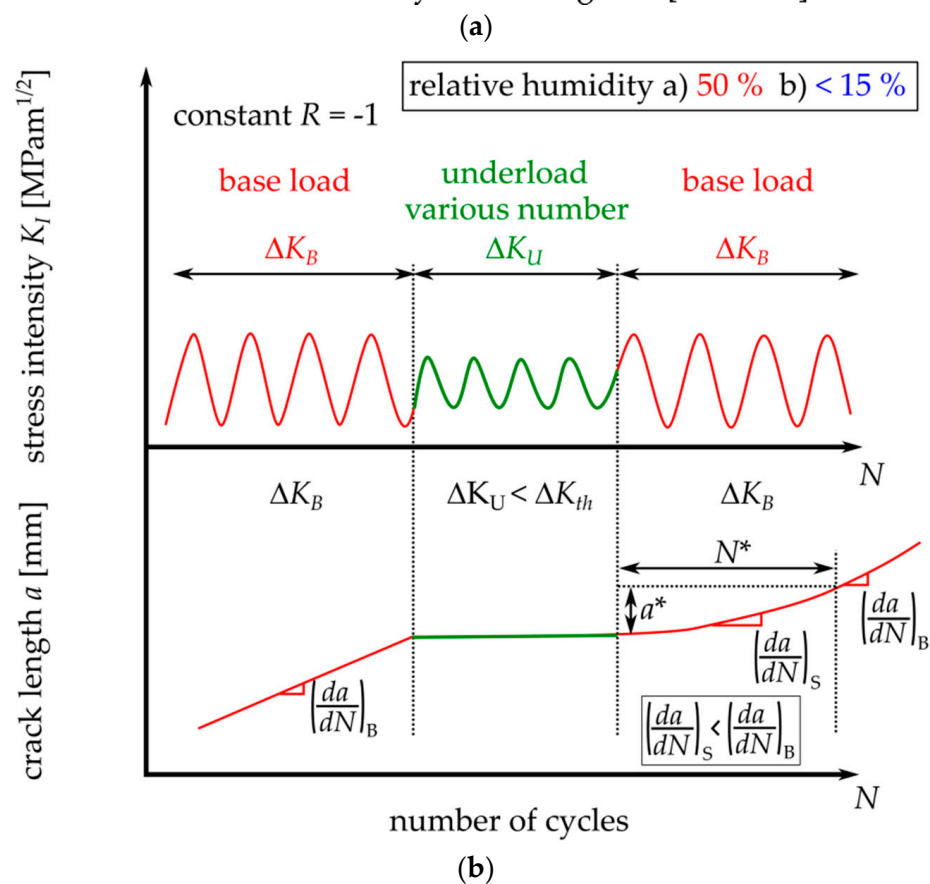 (a)
relative humidity a) 50 % b) < 15 %
constant R = -1
base load
underload
various number
base load
ΔK_B
ΔK_U
ΔK_B
stress intensity K_I [MPam^1/2]
N
ΔK_B
ΔK_U < ΔK_th
ΔK_B
N*
a*
(da/dN)_B
(da/dN)_S
(da/dN)_B
(da/dN)_S < (da/dN)_B
crack length a [mm]
N
number of cycles
(b)